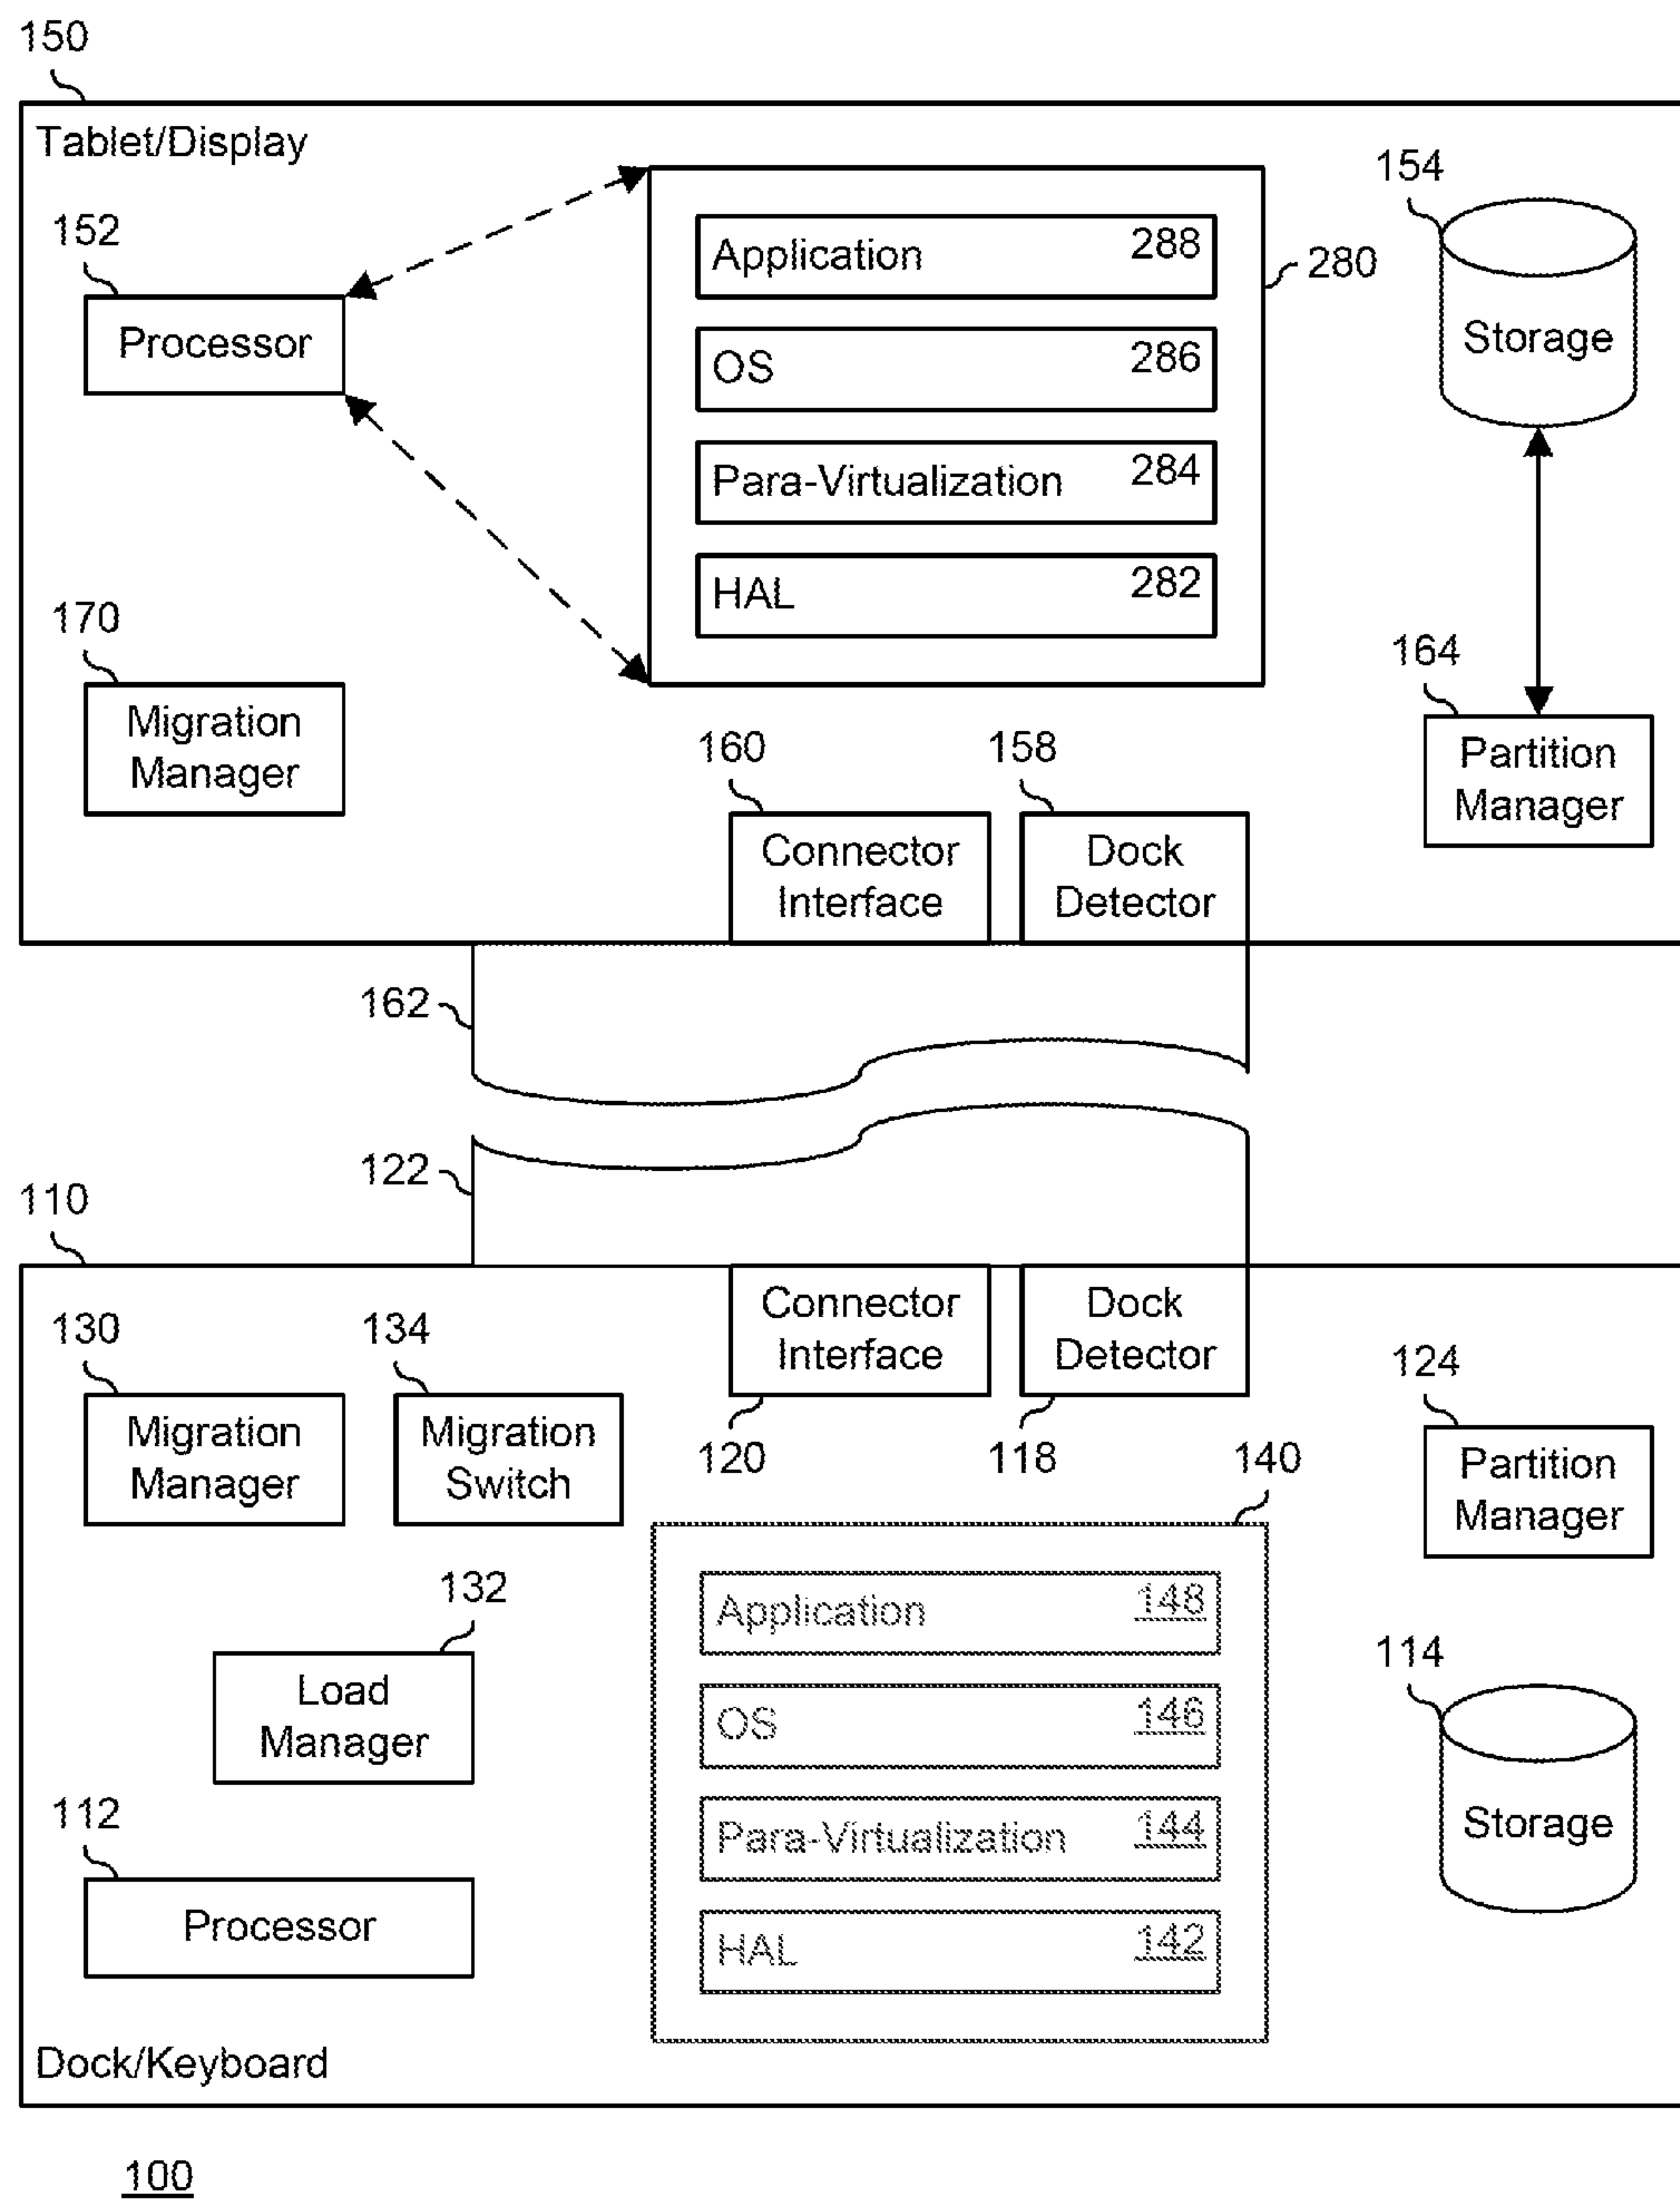 150
Tablet/Display
154
152
Application 288
280
Processor
Storage
OS 286
Para-Virtualization 284
HAL 282
170
164
Migration
Manager
160
158
Partition
Manager
Connector
Interface
Dock
Detector
162
122
110
130
134
Connector
Interface
Dock
Detector
124
Migration
Manager
Migration
Switch
120
118
140
Partition
Manager
132
Application 148
114
Load
Manager
OS 146
112
Para-Virtualization 144
Storage
Processor
HAL 142
Dock/Keyboard
100